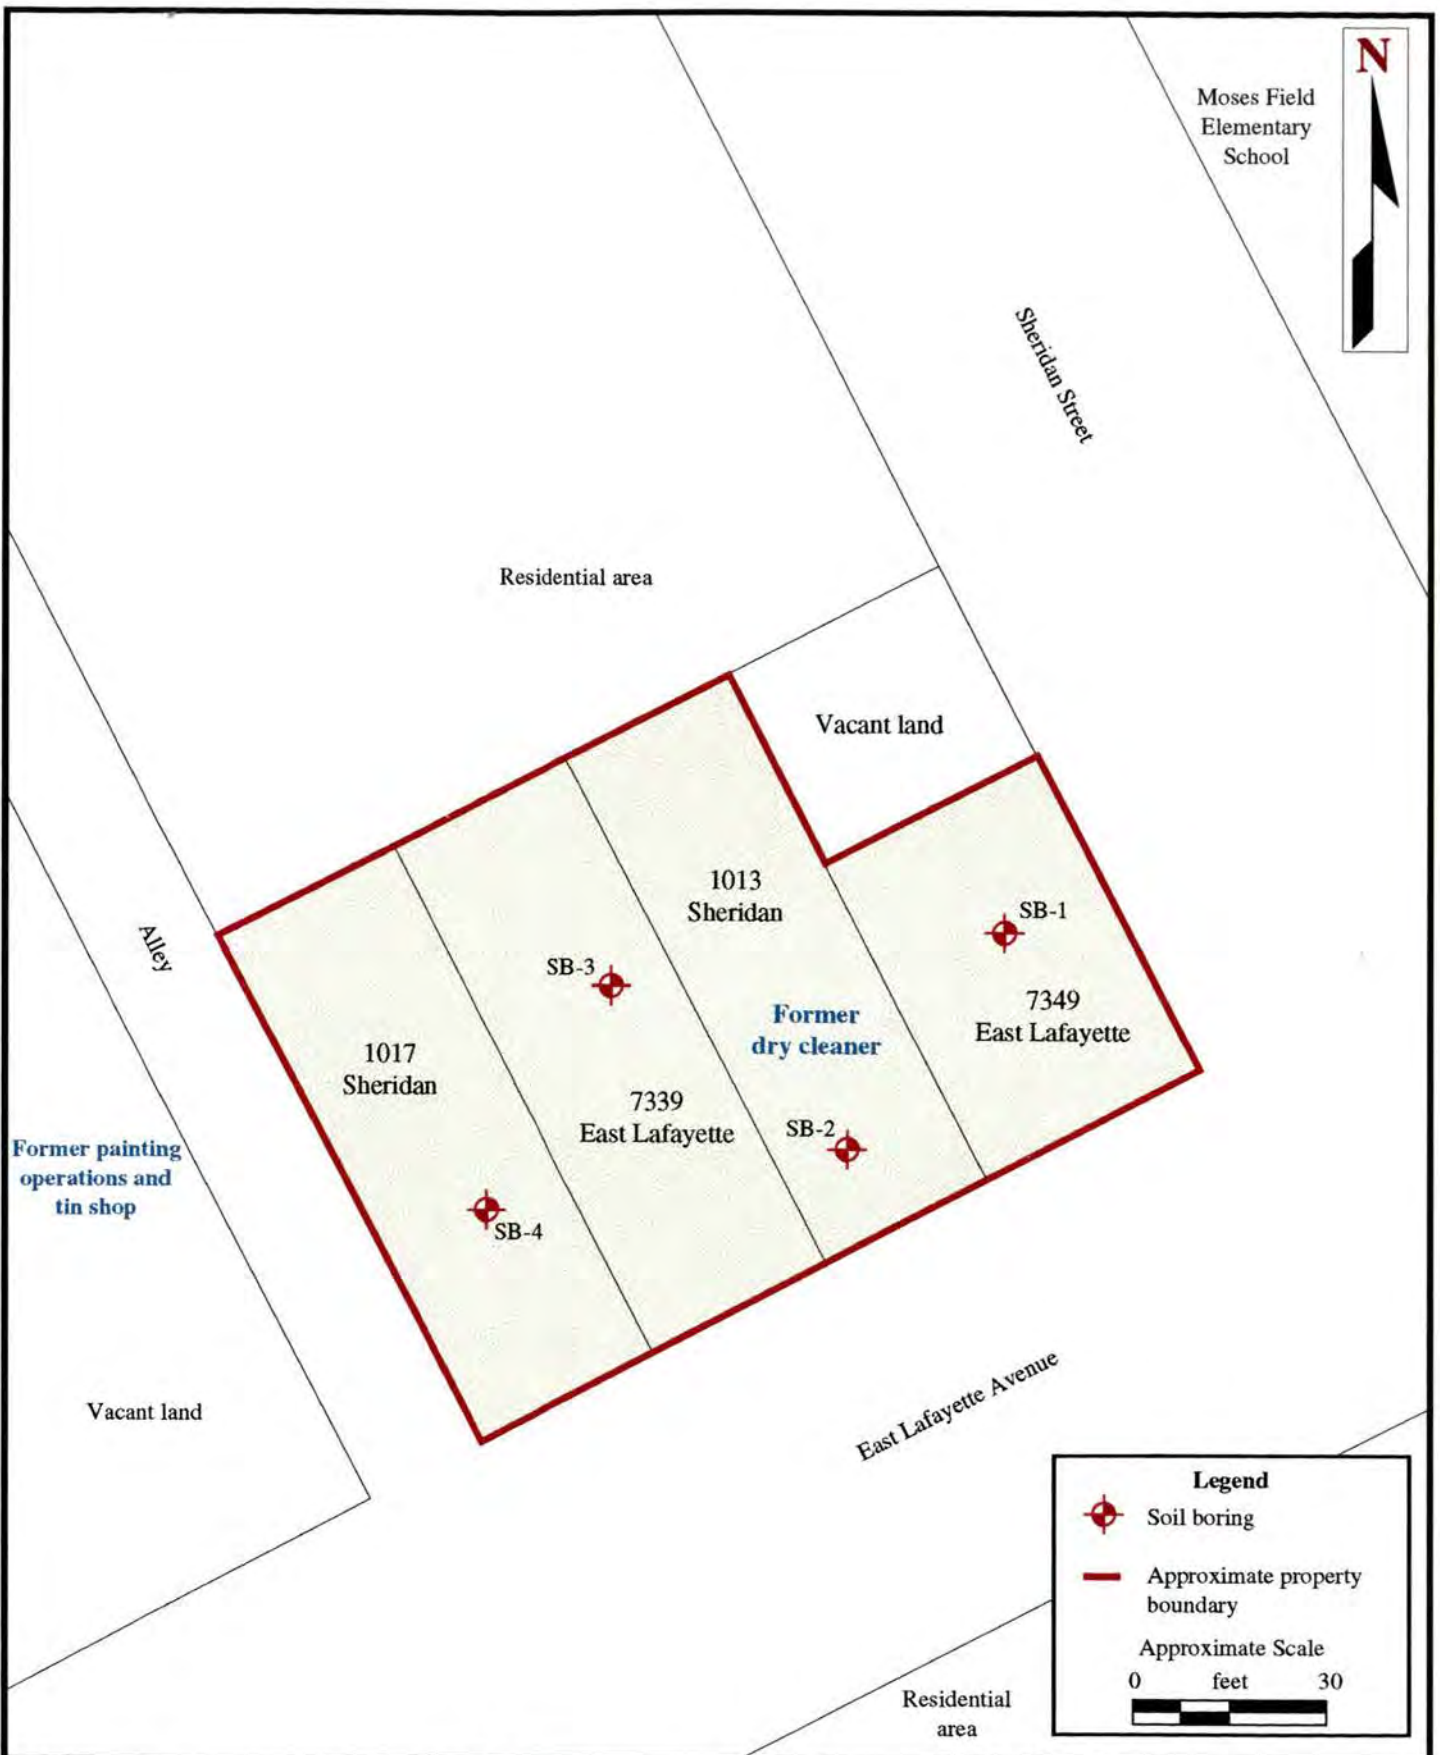 N
Moses Field
Elementary
School
Sheridan Street
Residential area
Vacant land
1013
Sheridan
SB-1
Alley
SB-3
7349
East Lafayette
Former
dry cleaner
1017
Sheridan
7339
East Lafayette
SB-2
Former painting
operations and
tin shop
SB-4
Vacant land
East Lafayette Avenue
Legend
Soil boring
Approximate property
boundary
Approximate Scale
0 feet 30
Residential
area